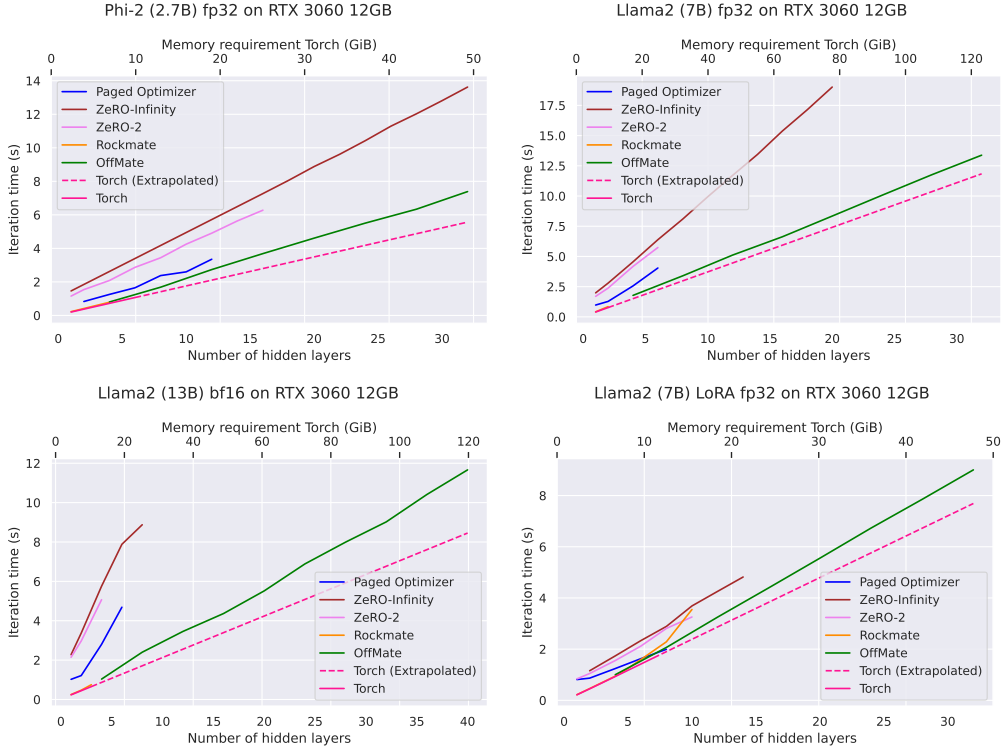 Phi-2 (2.7B) fp32 on RTX 3060 12GB
Memory requirement Torch (GiB)
0 10 20 30 40 50
14
12
10
8
6
4
2
0
Iteration time (s)
Paged Optimizer
ZeRO-Infinity
ZeRO-2
Rockmate
OffMate
Torch (Extrapolated)
Torch
0 5 10 15 20 25 30
Number of hidden layers
Llama2 (7B) fp32 on RTX 3060 12GB
Memory requirement Torch (GiB)
0 20 40 60 80 100 120
17.5
15.0
12.5
10.0
7.5
5.0
2.5
0.0
Iteration time (s)
Paged Optimizer
ZeRO-Infinity
ZeRO-2
Rockmate
OffMate
Torch (Extrapolated)
Torch
0 5 10 15 20 25 30
Number of hidden layers
Llama2 (13B) bf16 on RTX 3060 12GB
Memory requirement Torch (GiB)
0 20 40 60 80 100 120
12
10
8
6
4
2
0
Iteration time (s)
Paged Optimizer
ZeRO-Infinity
ZeRO-2
Rockmate
OffMate
Torch (Extrapolated)
Torch
0 5 10 15 20 25 30 35 40
Number of hidden layers
Llama2 (7B) LoRA fp32 on RTX 3060 12GB
Memory requirement Torch (GiB)
0 10 20 30 40 50
8
6
4
2
0
Iteration time (s)
Paged Optimizer
ZeRO-Infinity
ZeRO-2
Rockmate
OffMate
Torch (Extrapolated)
Torch
0 5 10 15 20 25 30
Number of hidden layers